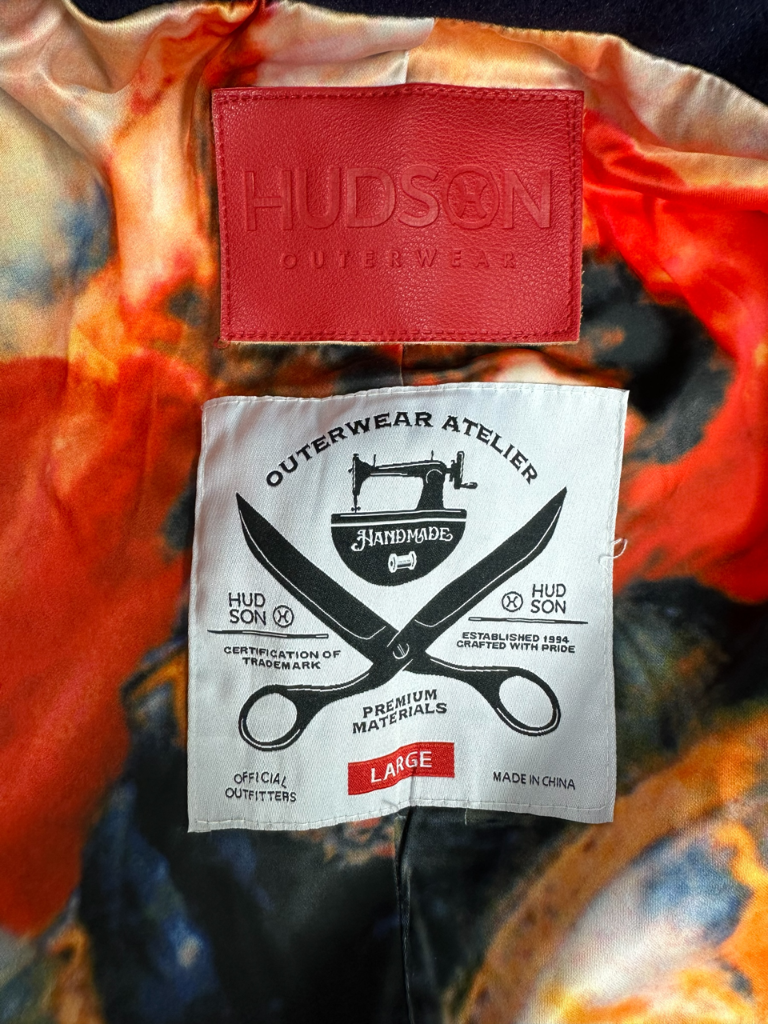 HUDSON
OUTERWEAR
OUTERWEAR ATELIER
HANDMADE
HUD
SON
HUD
SON
CERTIFICATION OF
TRADEMARK
ESTABLISHED 1994
CRAFTED WITH PRIDE
PREMIUM
MATERIALS
LARGE
OFFICIAL
OUTFITTERS
MADE IN CHINA